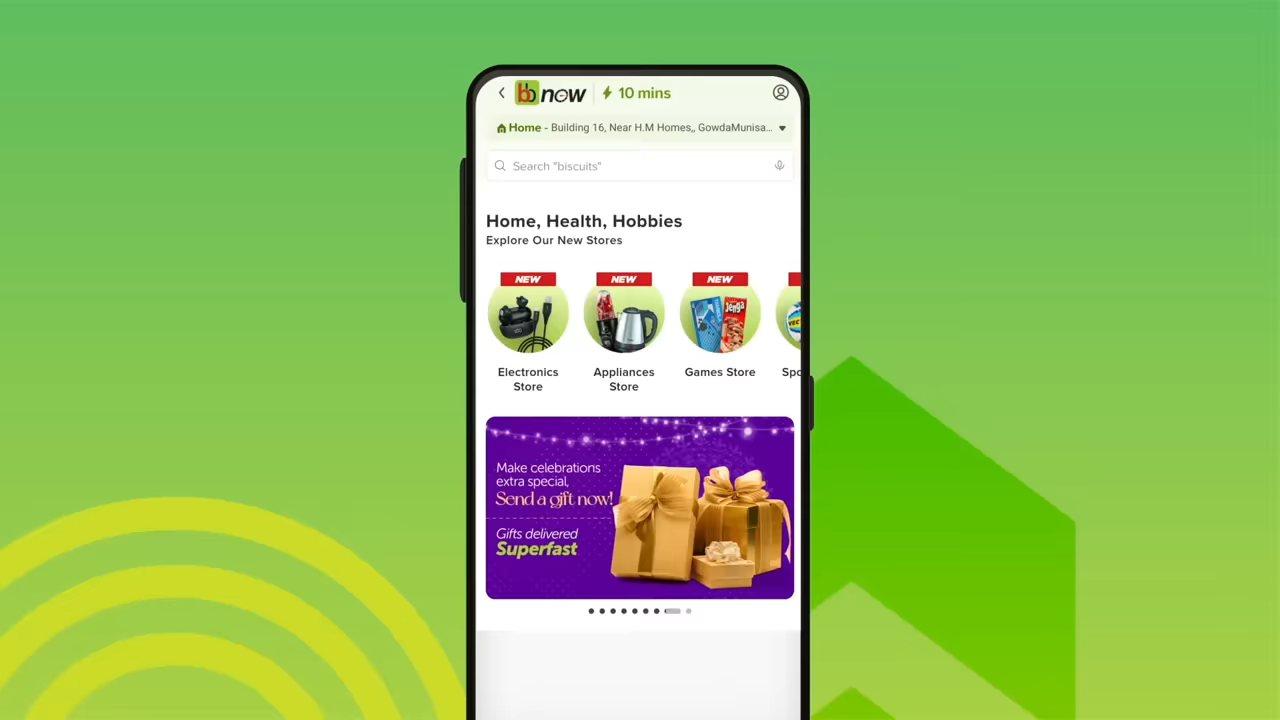 bb now
10 mins
Home - Building 16, Near H.M Homes,, GowdaMunisa...
Search "biscuits"
Home, Health, Hobbies
Explore Our New Stores
NEW NEW NEW
Jenga
Electronics Store
Appliances Store
Games Store
Spo
Make celebrations
extra special,
Send a gift now!
Gifts delivered
Superfast